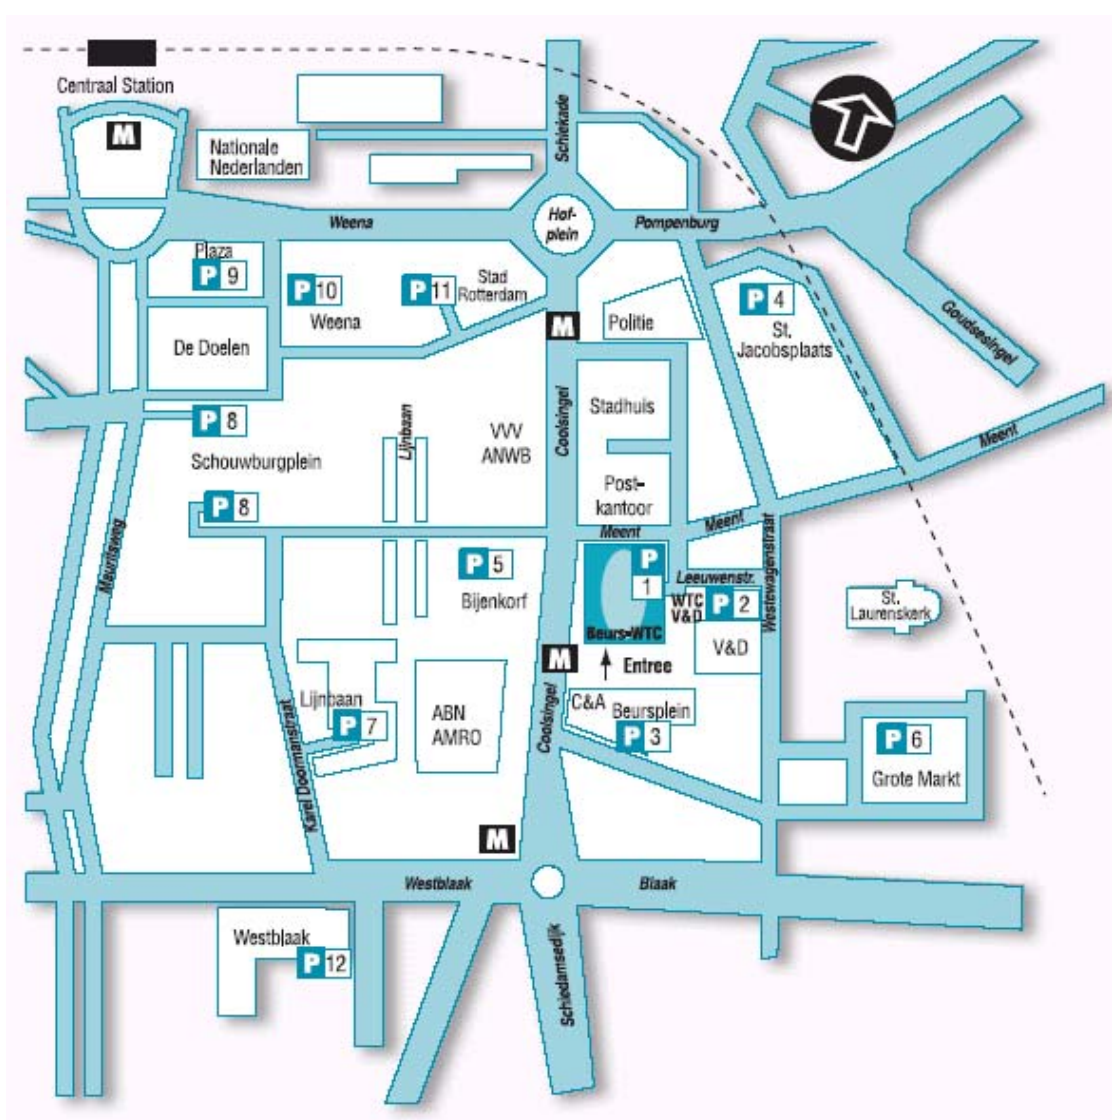 Centraal Station
M
Nationale
Nederlanden
Schiekade
Weena
Hof-
plein
Pompenburg
Plaza
P 9
P 10
Weena
P 11
Stad
Rotterdam
M
Politie
P 4
St.
Jacobsplaats
Goudsesingel
De Doelen
P 8
Schouwburgplein
P 8
Lijnbaan
VVV
ANWB
Coolsingel
Stadhuis
Post-
kantoor
Meent
Meent
Meent
Mauritsweg
P 5
Bijenkorf
P
1
Beurs-WTC
Leeuwenstr.
WTC
V&D
P 2
V&D
Westewagenstraat
St.
Laurenskerk
M
Entree
C&A
Beursplein
P 3
Lijnbaan
P 7
ABN
AMRO
Coolsingel
Karel Doormanstraat
P 6
Grote Markt
M
Westblaak
Blaak
Westblaak
P 12
Schiedamsedijk